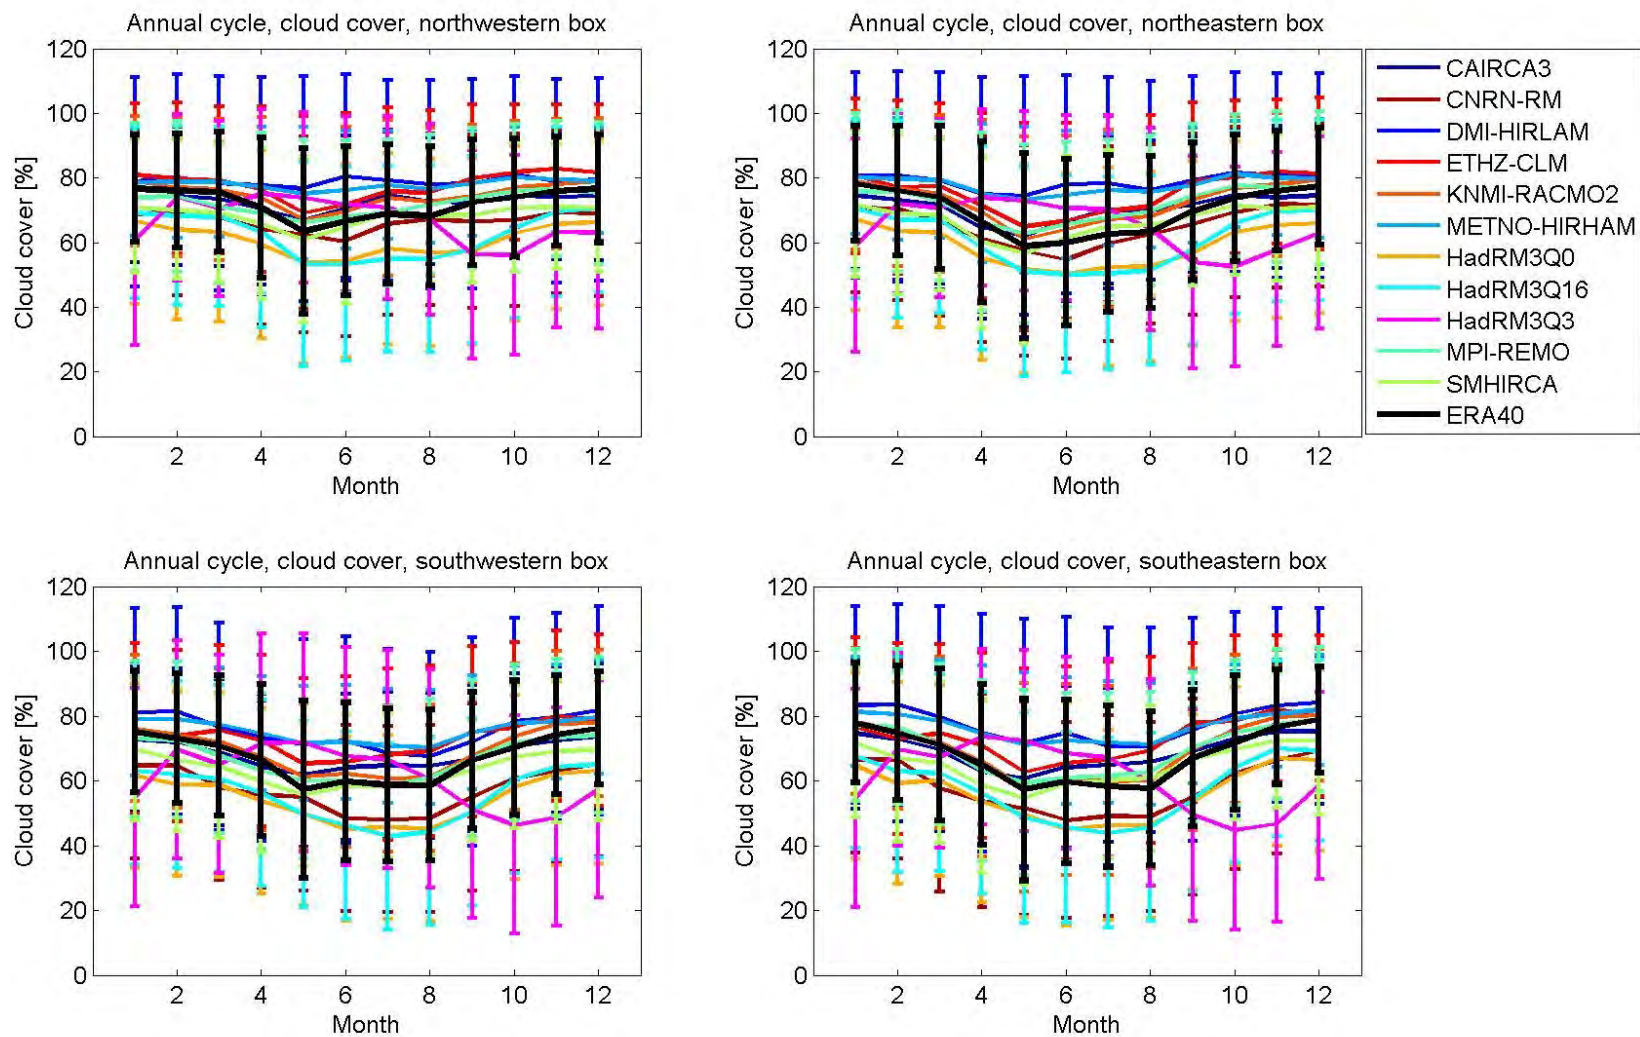 Annual cycle, cloud cover, northwestern box
120
100
80
60
40
20
0
Cloud cover [%]
2 4 6 8 10 12
Month
Annual cycle, cloud cover, northeastern box
120
100
80
60
40
20
0
Cloud cover [%]
2 4 6 8 10 12
Month
CAIRCA3
CNRN-RM
DMI-HIRLAM
ETHZ-CLM
KNMI-RACMO2
METNO-HIRHAM
HadRM3Q0
HadRM3Q16
HadRM3Q3
MPI-REMO
SMHIRCA
ERA40
Annual cycle, cloud cover, southwestern box
120
100
80
60
40
20
0
Cloud cover [%]
2 4 6 8 10 12
Month
Annual cycle, cloud cover, southeastern box
120
100
80
60
40
20
0
Cloud cover [%]
2 4 6 8 10 12
Month